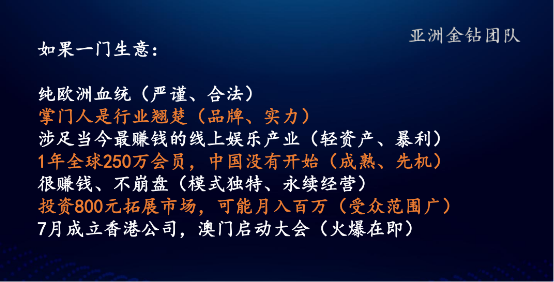 亚洲金钻团队
如果一门生意：
纯欧洲血统（严谨、合法）
掌门人是行业翘楚（品牌、实力）
涉足当今最赚钱的线上娱乐产业（轻资产、暴利）
1年全球250万会员，中国没有开始（成熟、先机）
很赚钱、不崩盘（模式独特、永续经营）
投资800元拓展市场，可能月入百万（受众范围广）
7月成立香港公司，澳门启动大会（火爆在即）